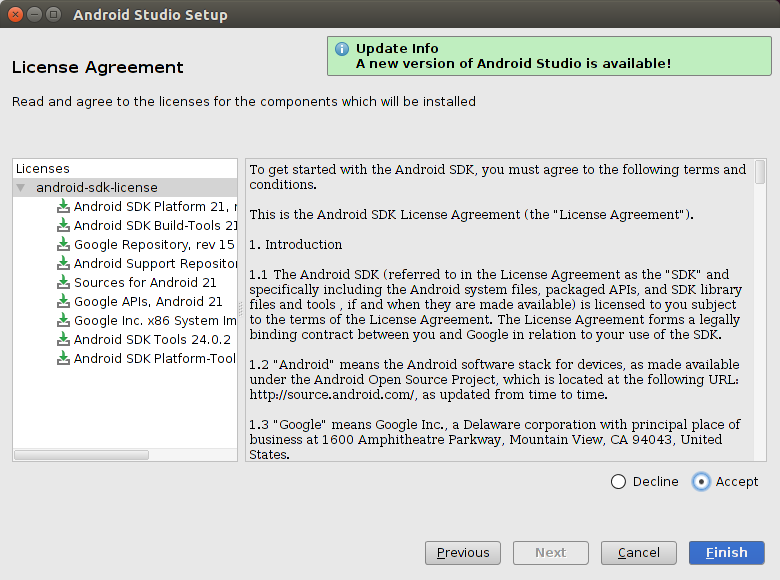 Android Studio Setup
Update Info
A new version of Android Studio is available!
License Agreement
Read and agree to the licenses for the components which will be installed
Licenses
android-sdk-license
Android SDK Platform 21, r
Android SDK Build-Tools 21
Google Repository, rev 15
Android Support Reposito
Sources for Android 21
Google APIs, Android 21
Google Inc. x86 System Im
Android SDK Tools 24.0.2
Android SDK Platform-Tool
To get started with the Android SDK, you must agree to the following terms and
conditions.
This is the Android SDK License Agreement (the "License Agreement").
1. Introduction
1.1 The Android SDK (referred to in the License Agreement as the "SDK" and
specifically including the Android system files, packaged APIs, and SDK library
files and tools , if and when they are made available) is licensed to you subject
to the terms of the License Agreement. The License Agreement forms a legally
binding contract between you and Google in relation to your use of the SDK.
1.2 "Android" means the Android software stack for devices, as made available
under the Android Open Source Project, which is located at the following URL:
http://source.android.com/, as updated from time to time.
1.3 "Google" means Google Inc., a Delaware corporation with principal place of
business at 1600 Amphitheatre Parkway, Mountain View, CA 94043, United
States.
Decline
Accept
Previous
Next
Cancel
Finish